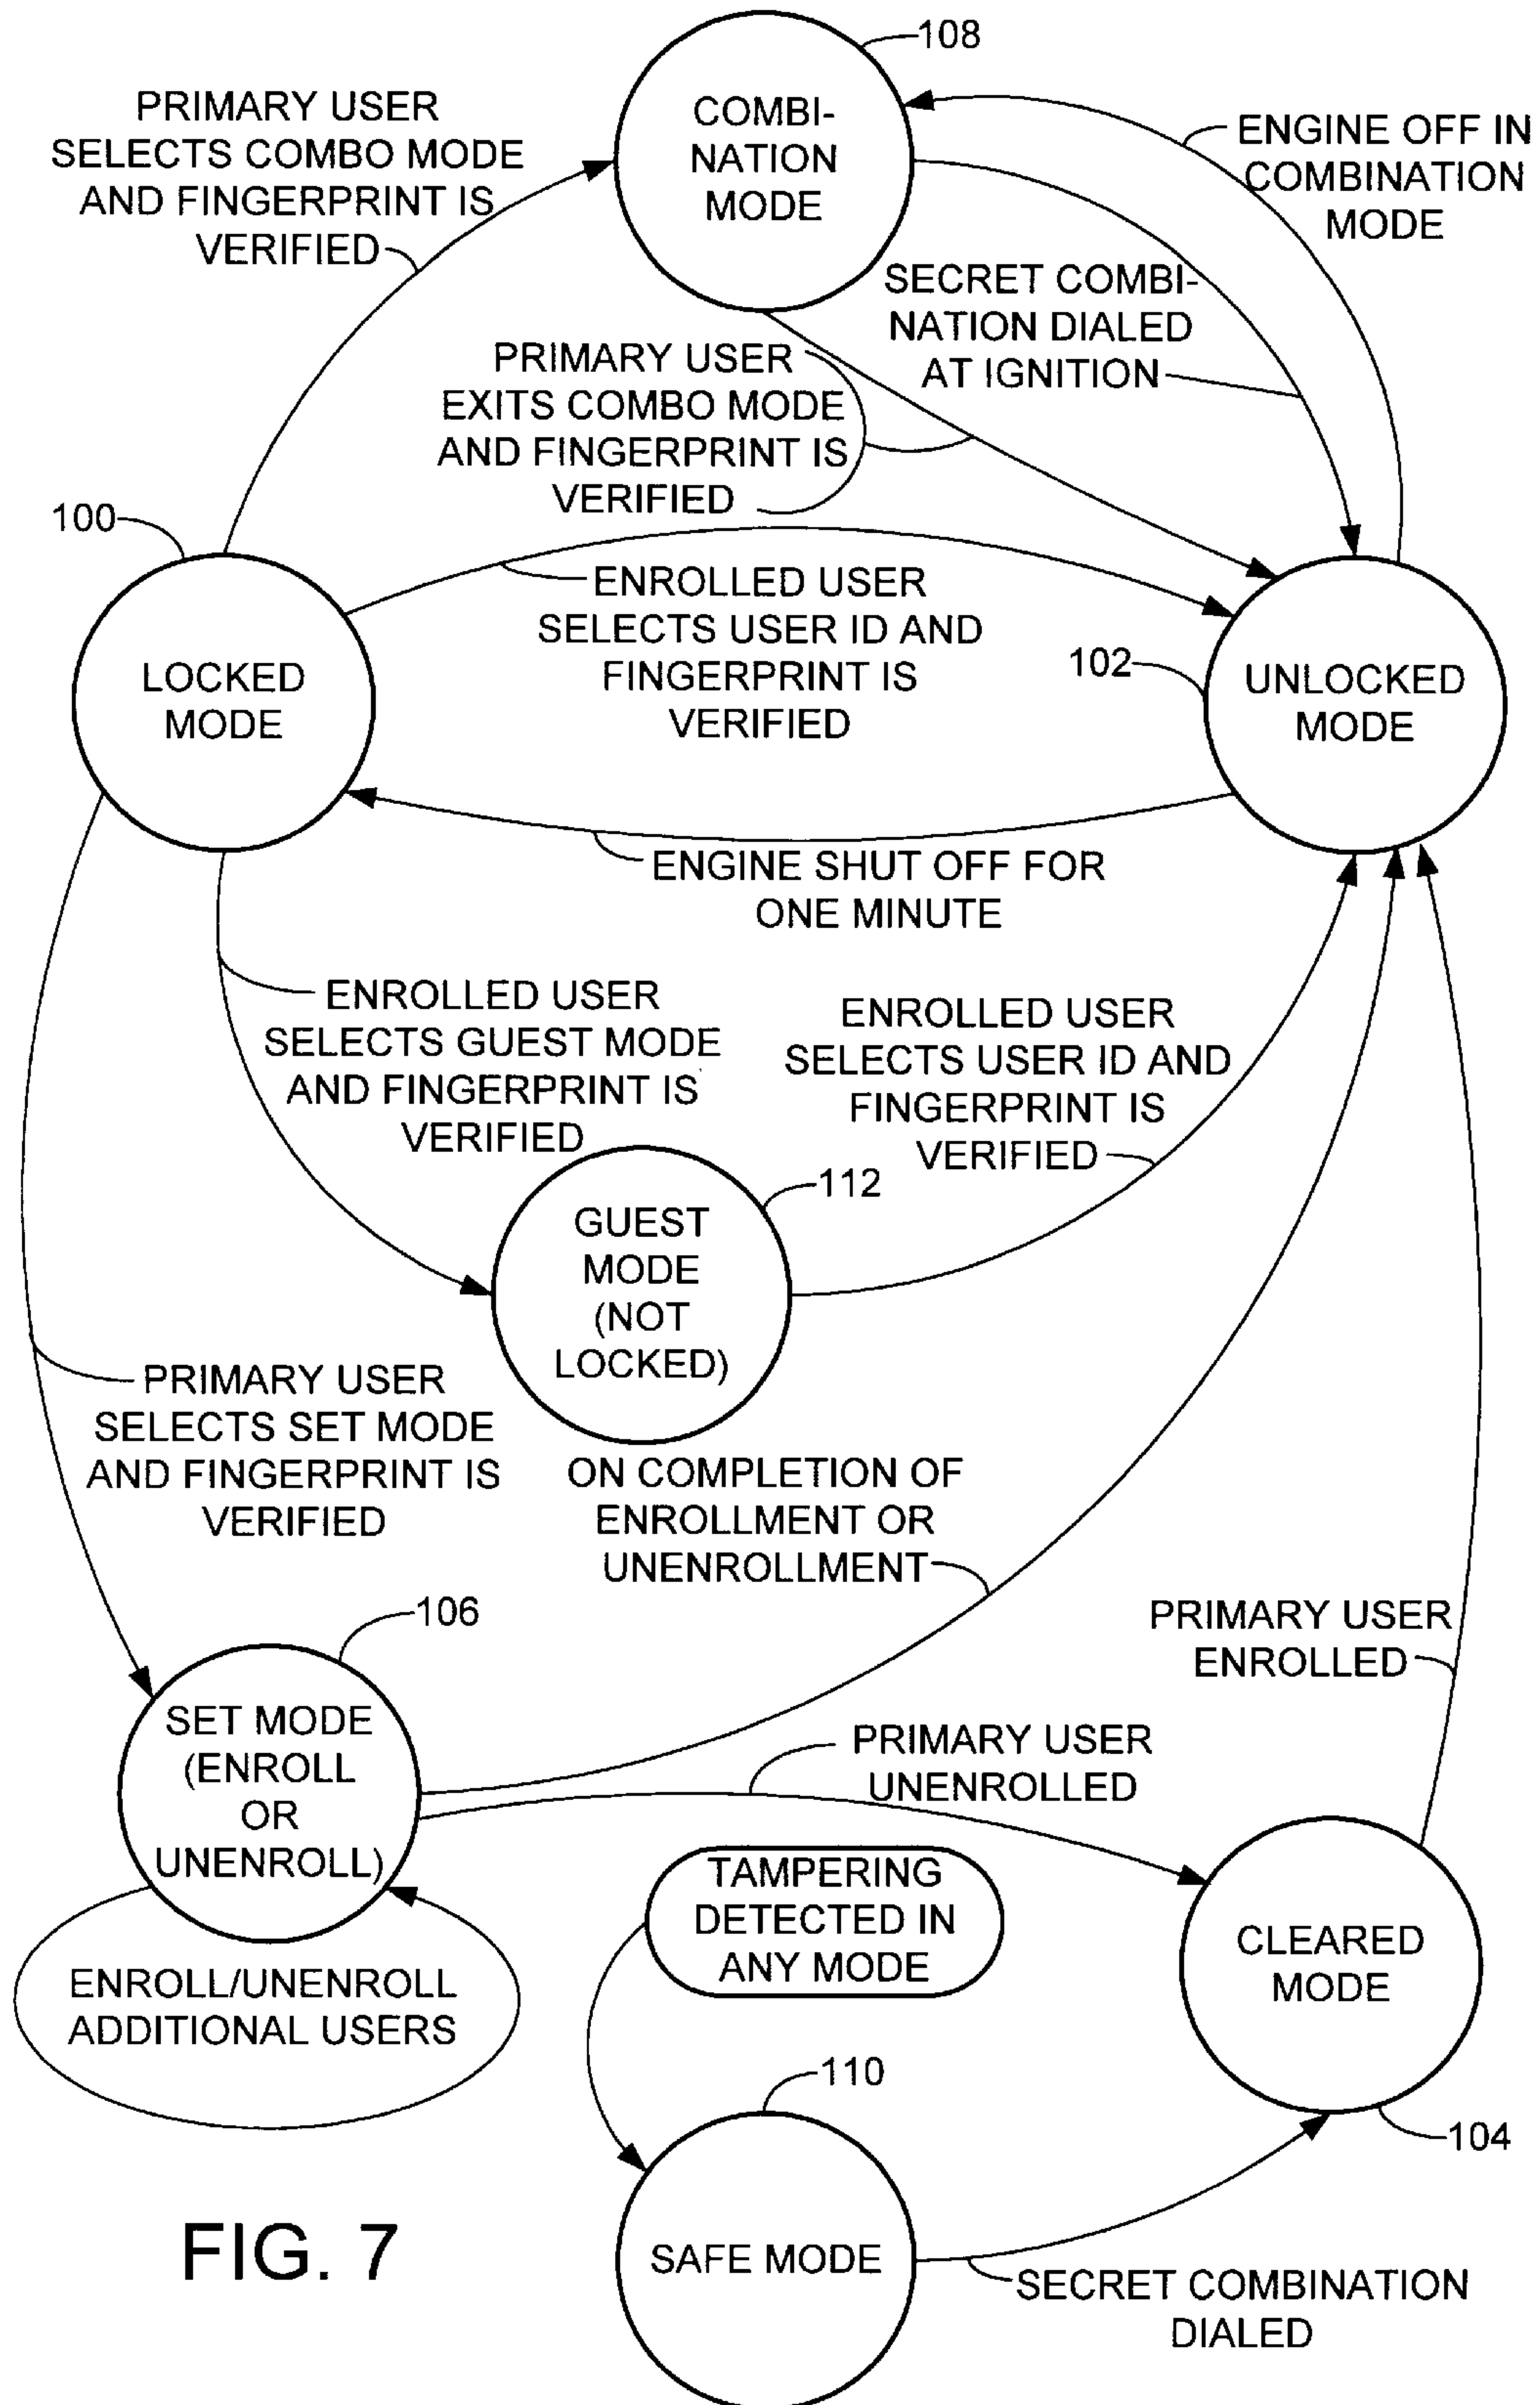 108
COMBI-
NATION
MODE
PRIMARY USER
SELECTS COMBO MODE
AND FINGERPRINT IS
VERIFIED
ENGINE OFF IN
COMBINATION
MODE
SECRET COMBI-
NATION DIALED
AT IGNITION
PRIMARY USER
EXITS COMBO MODE
AND FINGERPRINT IS
VERIFIED
100
LOCKED
MODE
ENROLLED USER
SELECTS USER ID AND
FINGERPRINT IS
VERIFIED
102
UNLOCKED
MODE
ENGINE SHUT OFF FOR
ONE MINUTE
ENROLLED USER
SELECTS GUEST MODE
AND FINGERPRINT IS
VERIFIED
ENROLLED USER
SELECTS USER ID AND
FINGERPRINT IS
VERIFIED
112
GUEST
MODE
(NOT
LOCKED)
PRIMARY USER
SELECTS SET MODE
AND FINGERPRINT IS
VERIFIED
ON COMPLETION OF
ENROLLMENT OR
UNENROLLMENT
106
SET MODE
(ENROLL
OR
UNENROLL)
PRIMARY USER
ENROLLED
PRIMARY USER
UNENROLLED
TAMPERING
DETECTED IN
ANY MODE
CLEARED
MODE
ENROLL/UNENROLL
ADDITIONAL USERS
110
104
SAFE MODE
SECRET COMBINATION
DIALED
FIG. 7